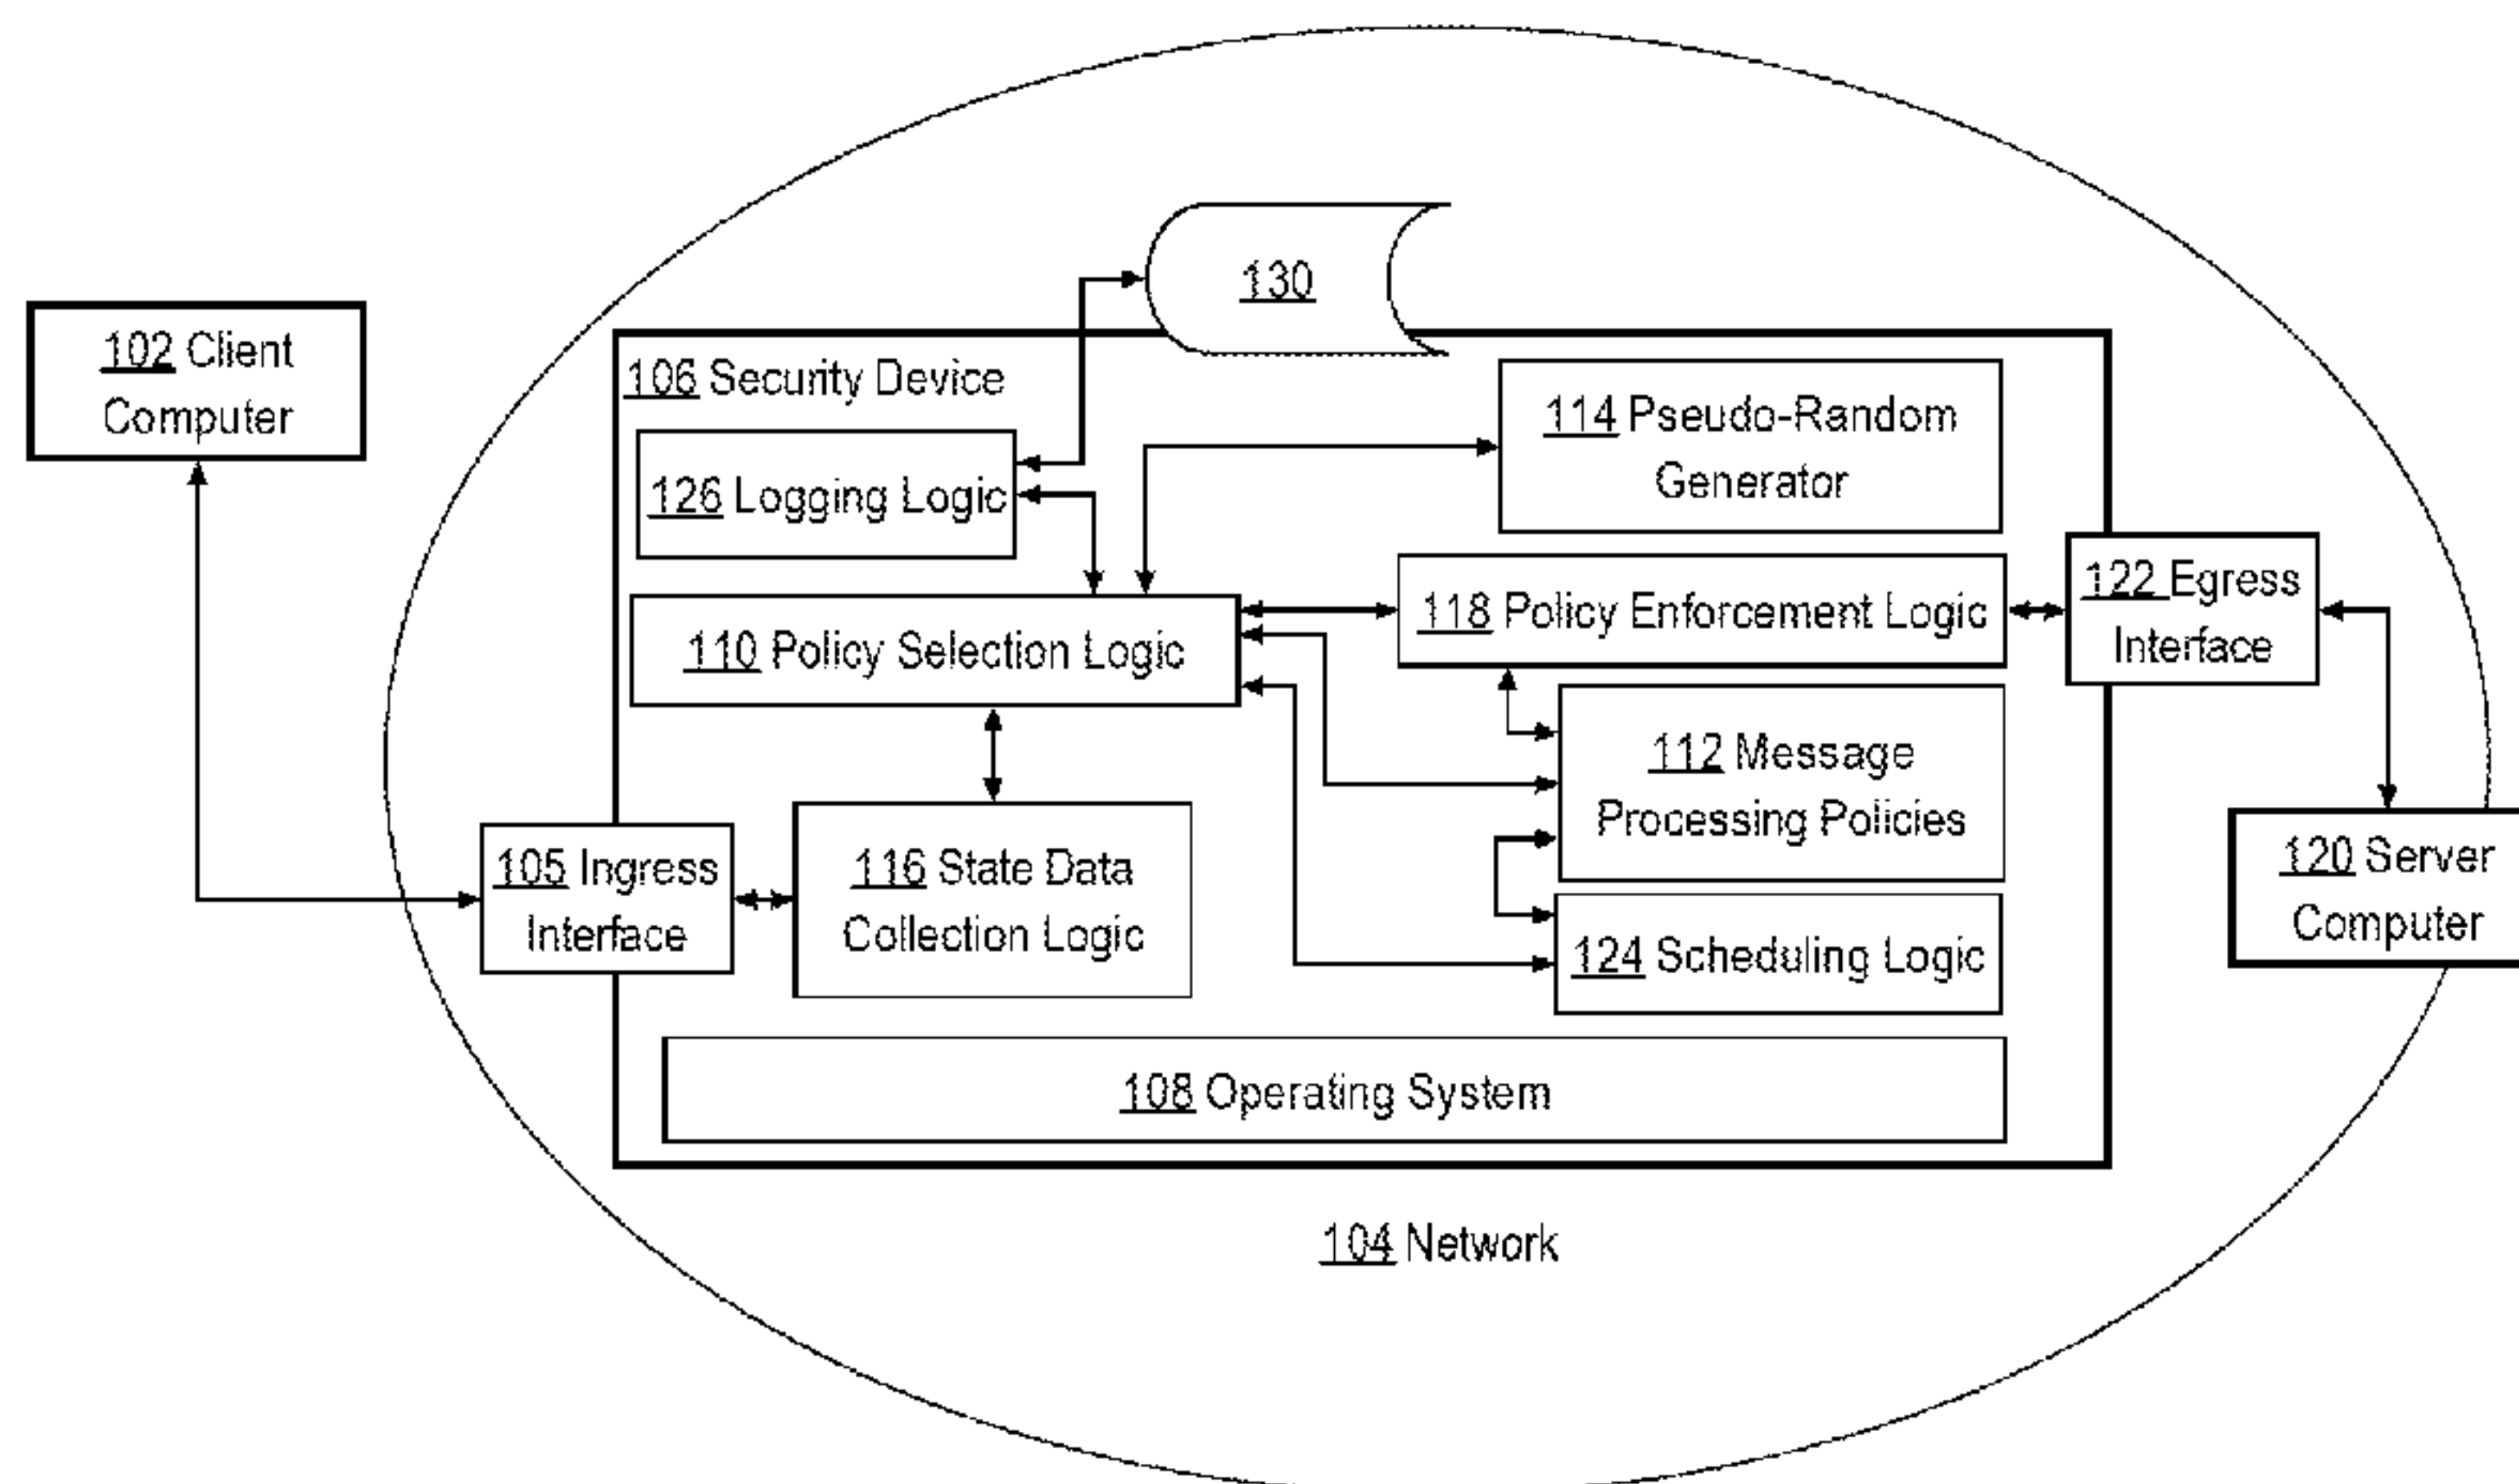 130
102 Client
Computer
106 Security Device
114 Pseudo-Random
Generator
126 Logging Logic
122 Egress
Interface
118 Policy Enforcement Logic
110 Policy Selection Logic
112 Message
Processing Policies
105 Ingress
Interface
116 State Data
Collection Logic
120 Server
Computer
124 Scheduling Logic
108 Operating System
104 Network